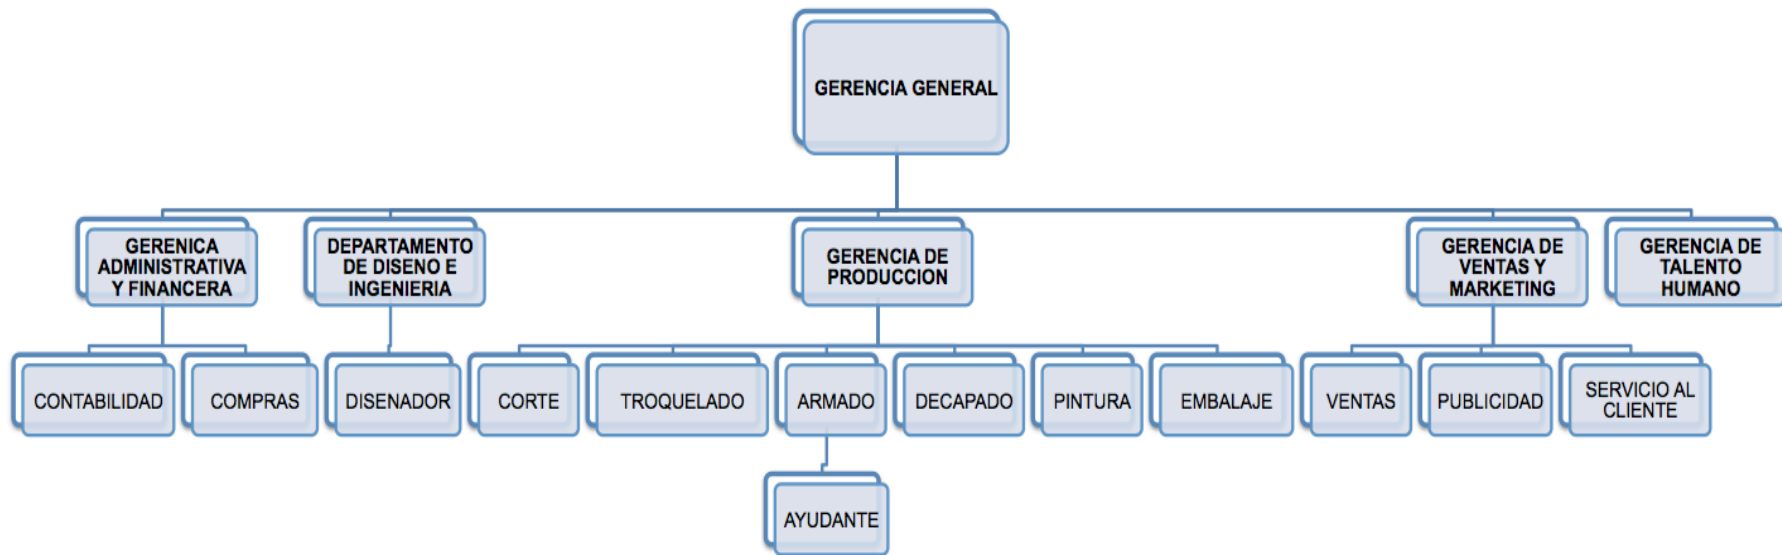 GERENCIA GENERAL
GERENICA
ADMINISTRATIVA
Y FINANCERA
DEPARTAMENTO
DE DISENO E
INGENIERIA
GERENCIA DE
PRODUCCION
GERENCIA DE
VENTAS Y
MARKETING
GERENCIA DE
TALENTO
HUMANO
CONTABILIDAD
COMPRAS
DISENADOR
CORTE
TROQUELADO
ARMADO
DECAPADO
PINTURA
EMBALAJE
VENTAS
PUBLICIDAD
SERVICIO AL
CLIENTE
AYUDANTE